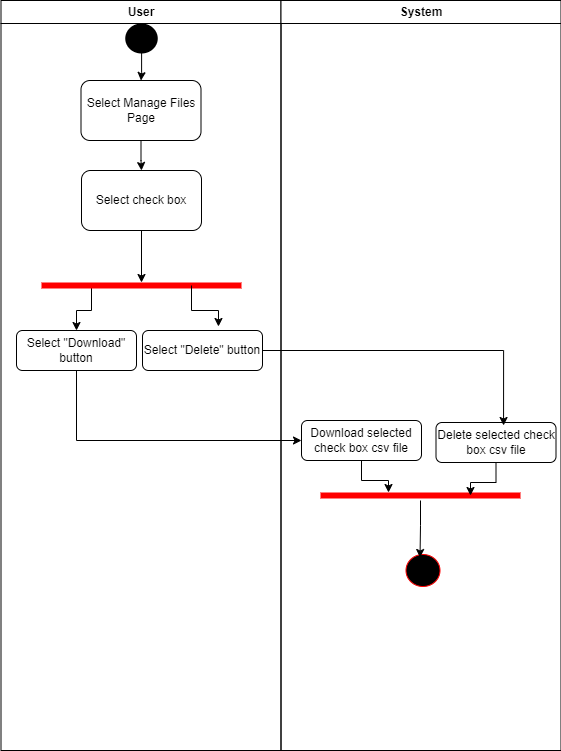 User
System
Select Manage Files
Page
Select check box
Select "Download"
button
Select "Delete" button
Download selected
check box csv file
Delete selected check
box csv file